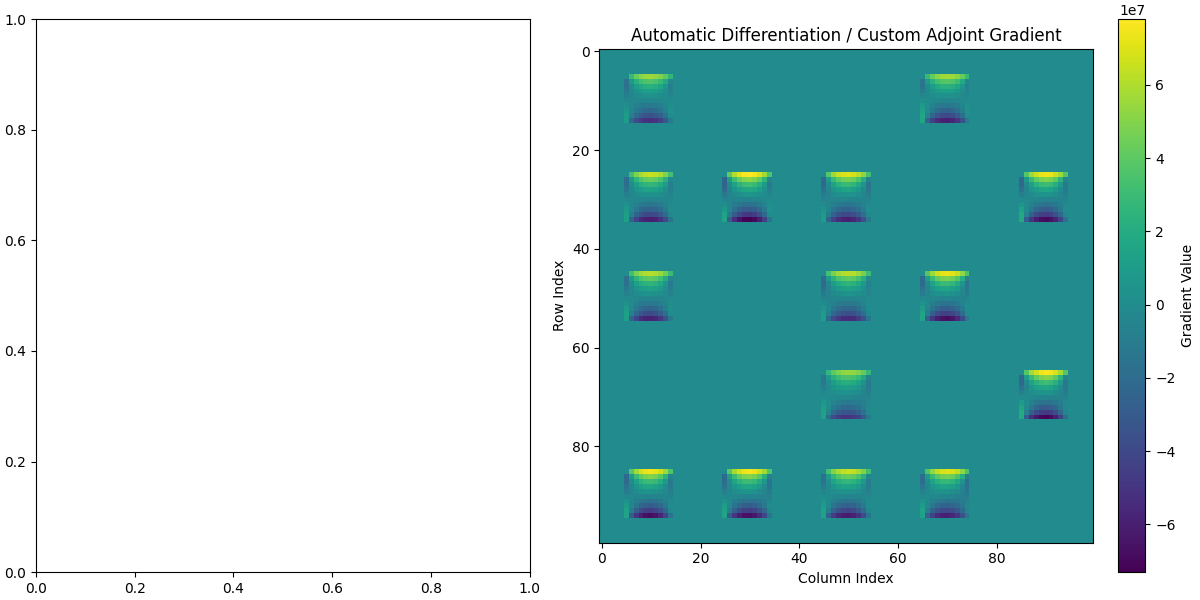 1.0
0.8
0.6
0.4
0.2
0.0
0.0 0.2 0.4 0.6 0.8 1.0
Automatic Differentiation / Custom Adjoint Gradient
Row Index
0
20
40
60
80
0 20 40 60 80
Column Index
1e7
6
4
2
0
−2
−4
−6
Gradient Value